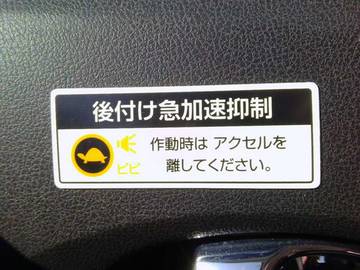 後付け急加速抑制
作動時は アクセルを
離してください。
ピピ